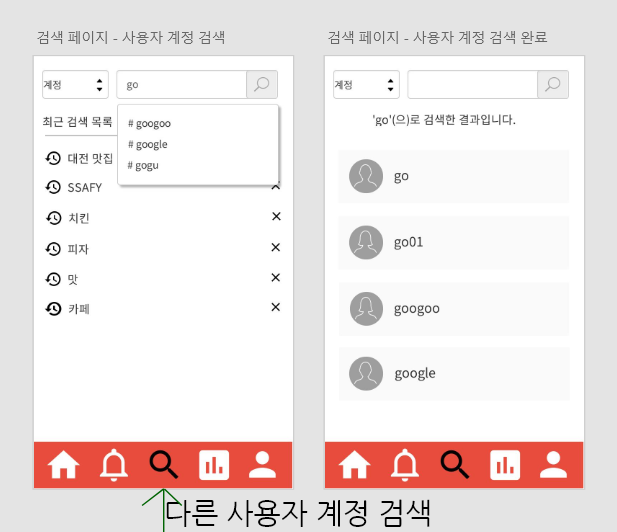 검색 페이지 - 사용자 계정 검색
계정
go
최근 검색 목록
# googoo
# google
# gogu
대전 맛집
SSAFY
치킨
피자
맛
카페
검색 페이지 - 사용자 계정 검색 완료
계정
'go'(으)로 검색한 결과입니다.
go
go01
googoo
google
다른 사용자 계정 검색